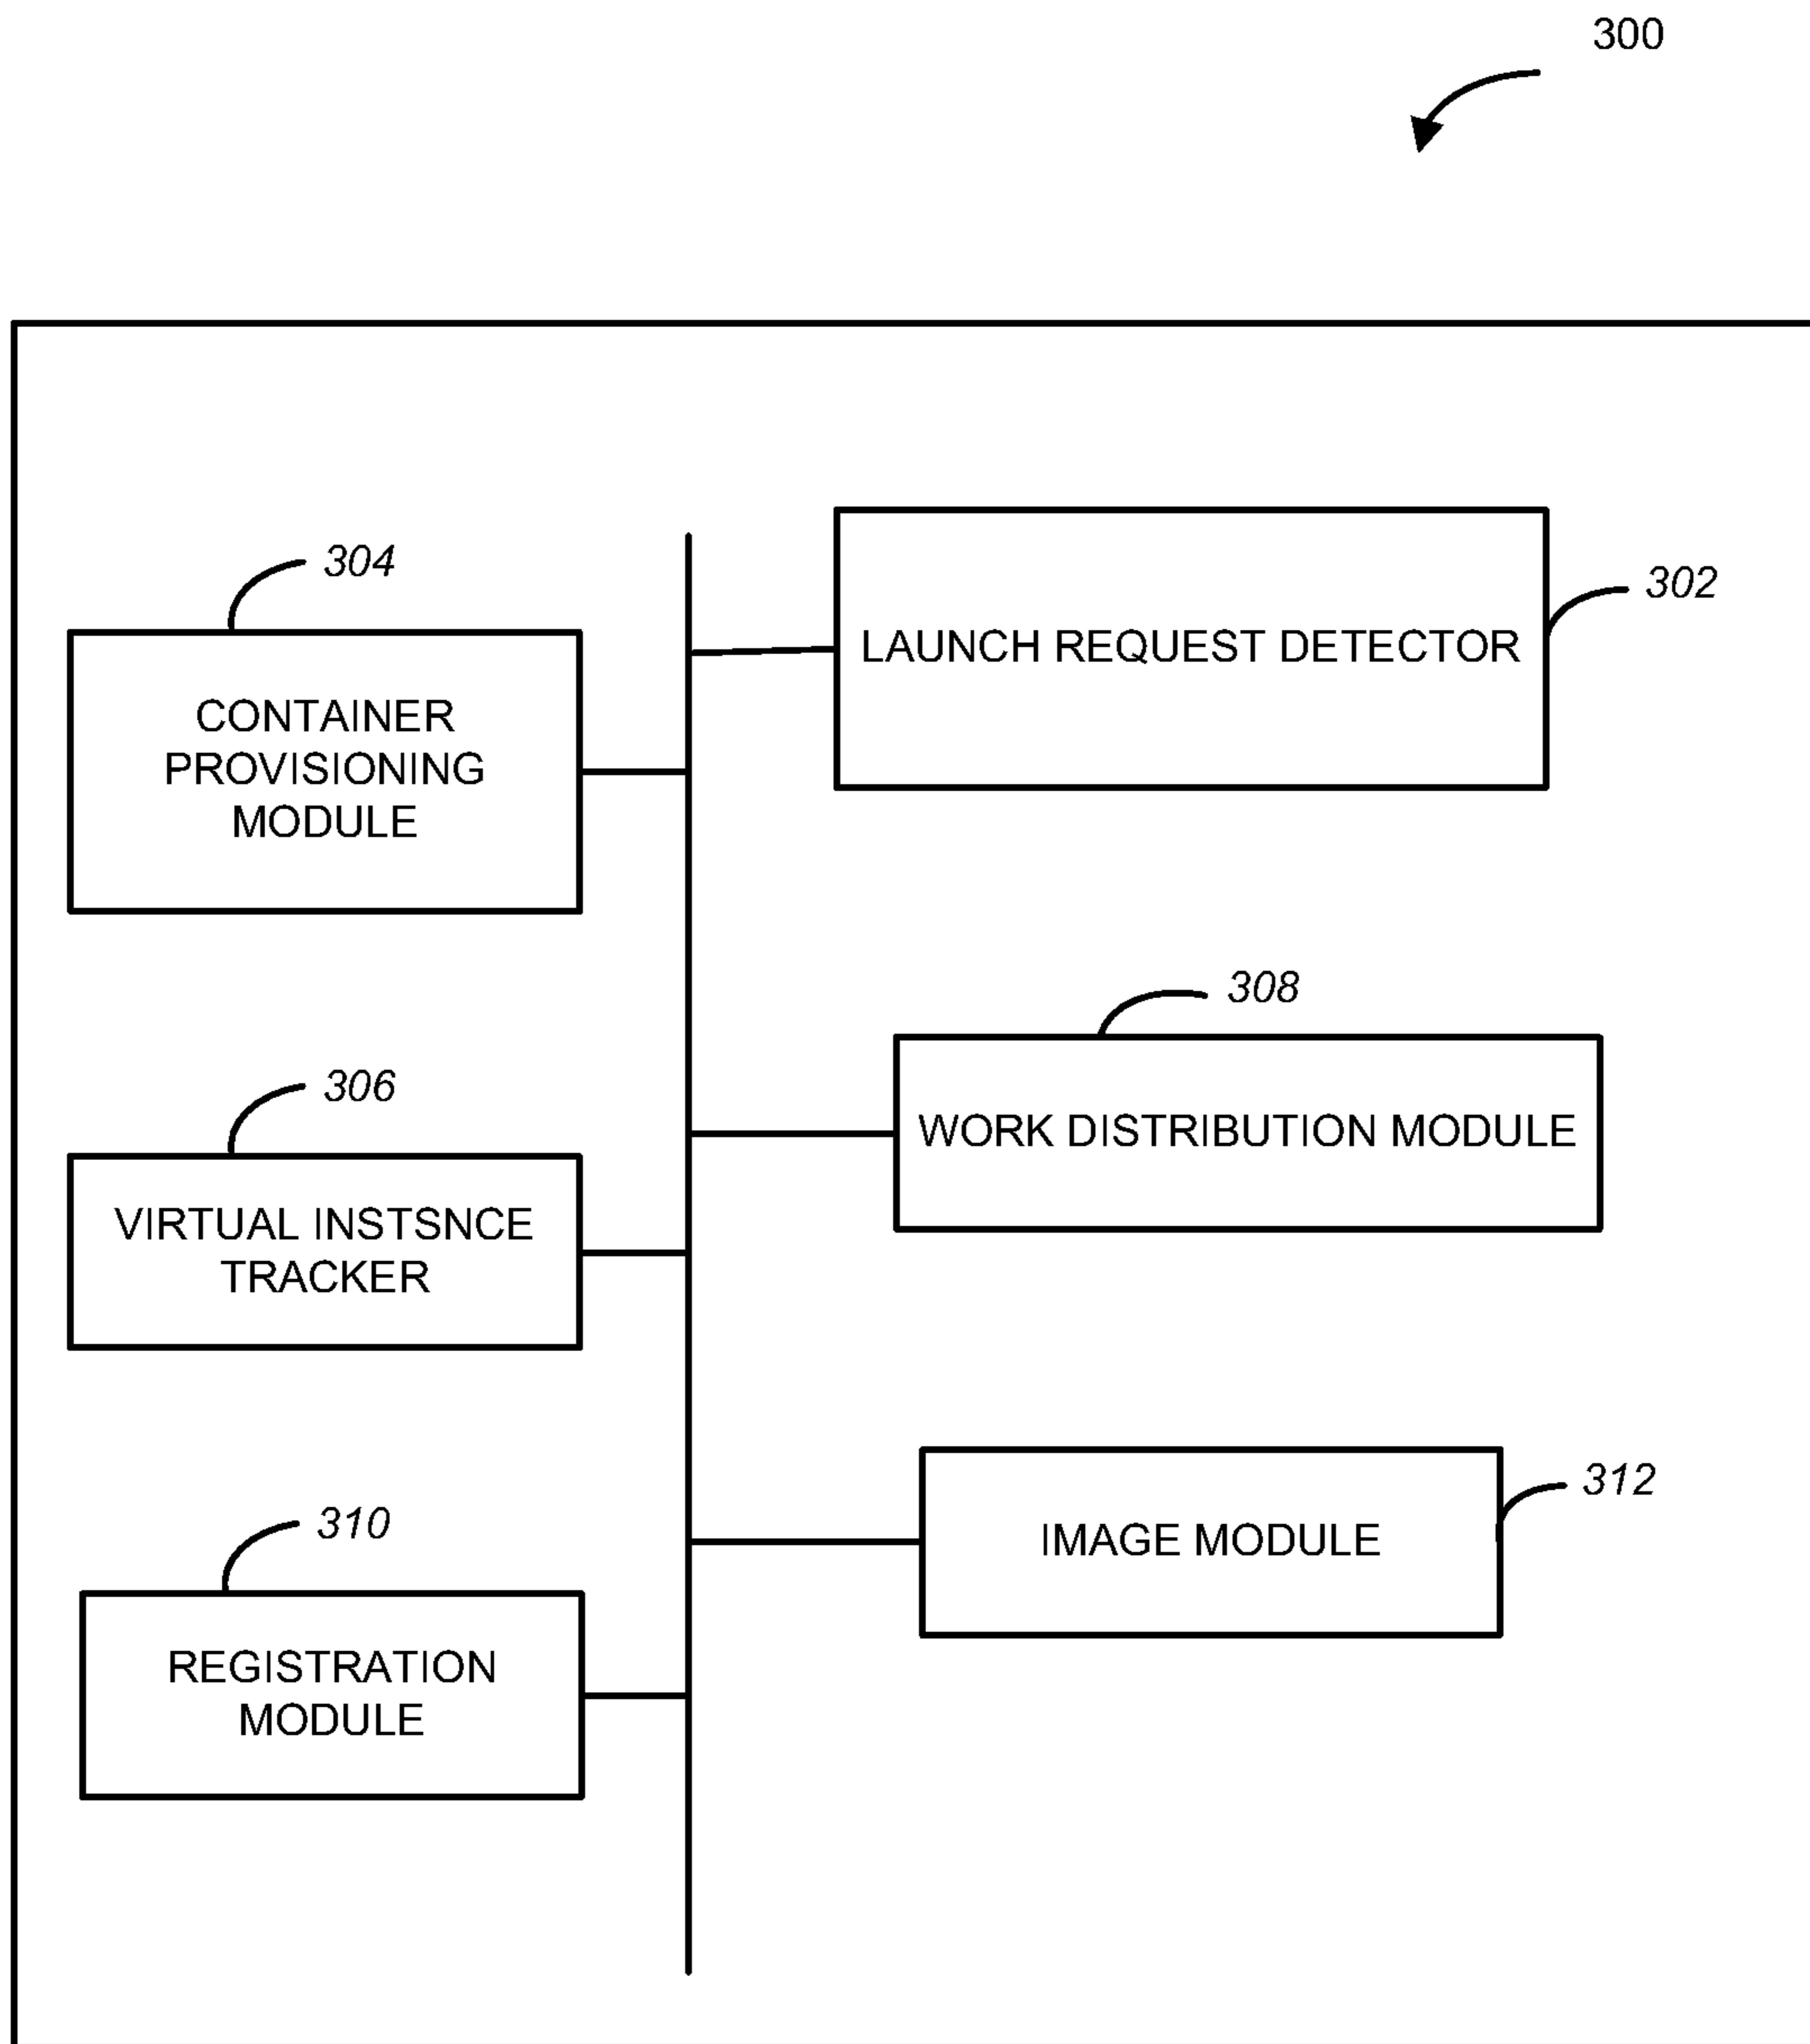 300
304
302
LAUNCH REQUEST DETECTOR
CONTAINER
PROVISIONING
MODULE
308
306
WORK DISTRIBUTION MODULE
VIRTUAL INSTSNCE
TRACKER
312
310
IMAGE MODULE
REGISTRATION
MODULE